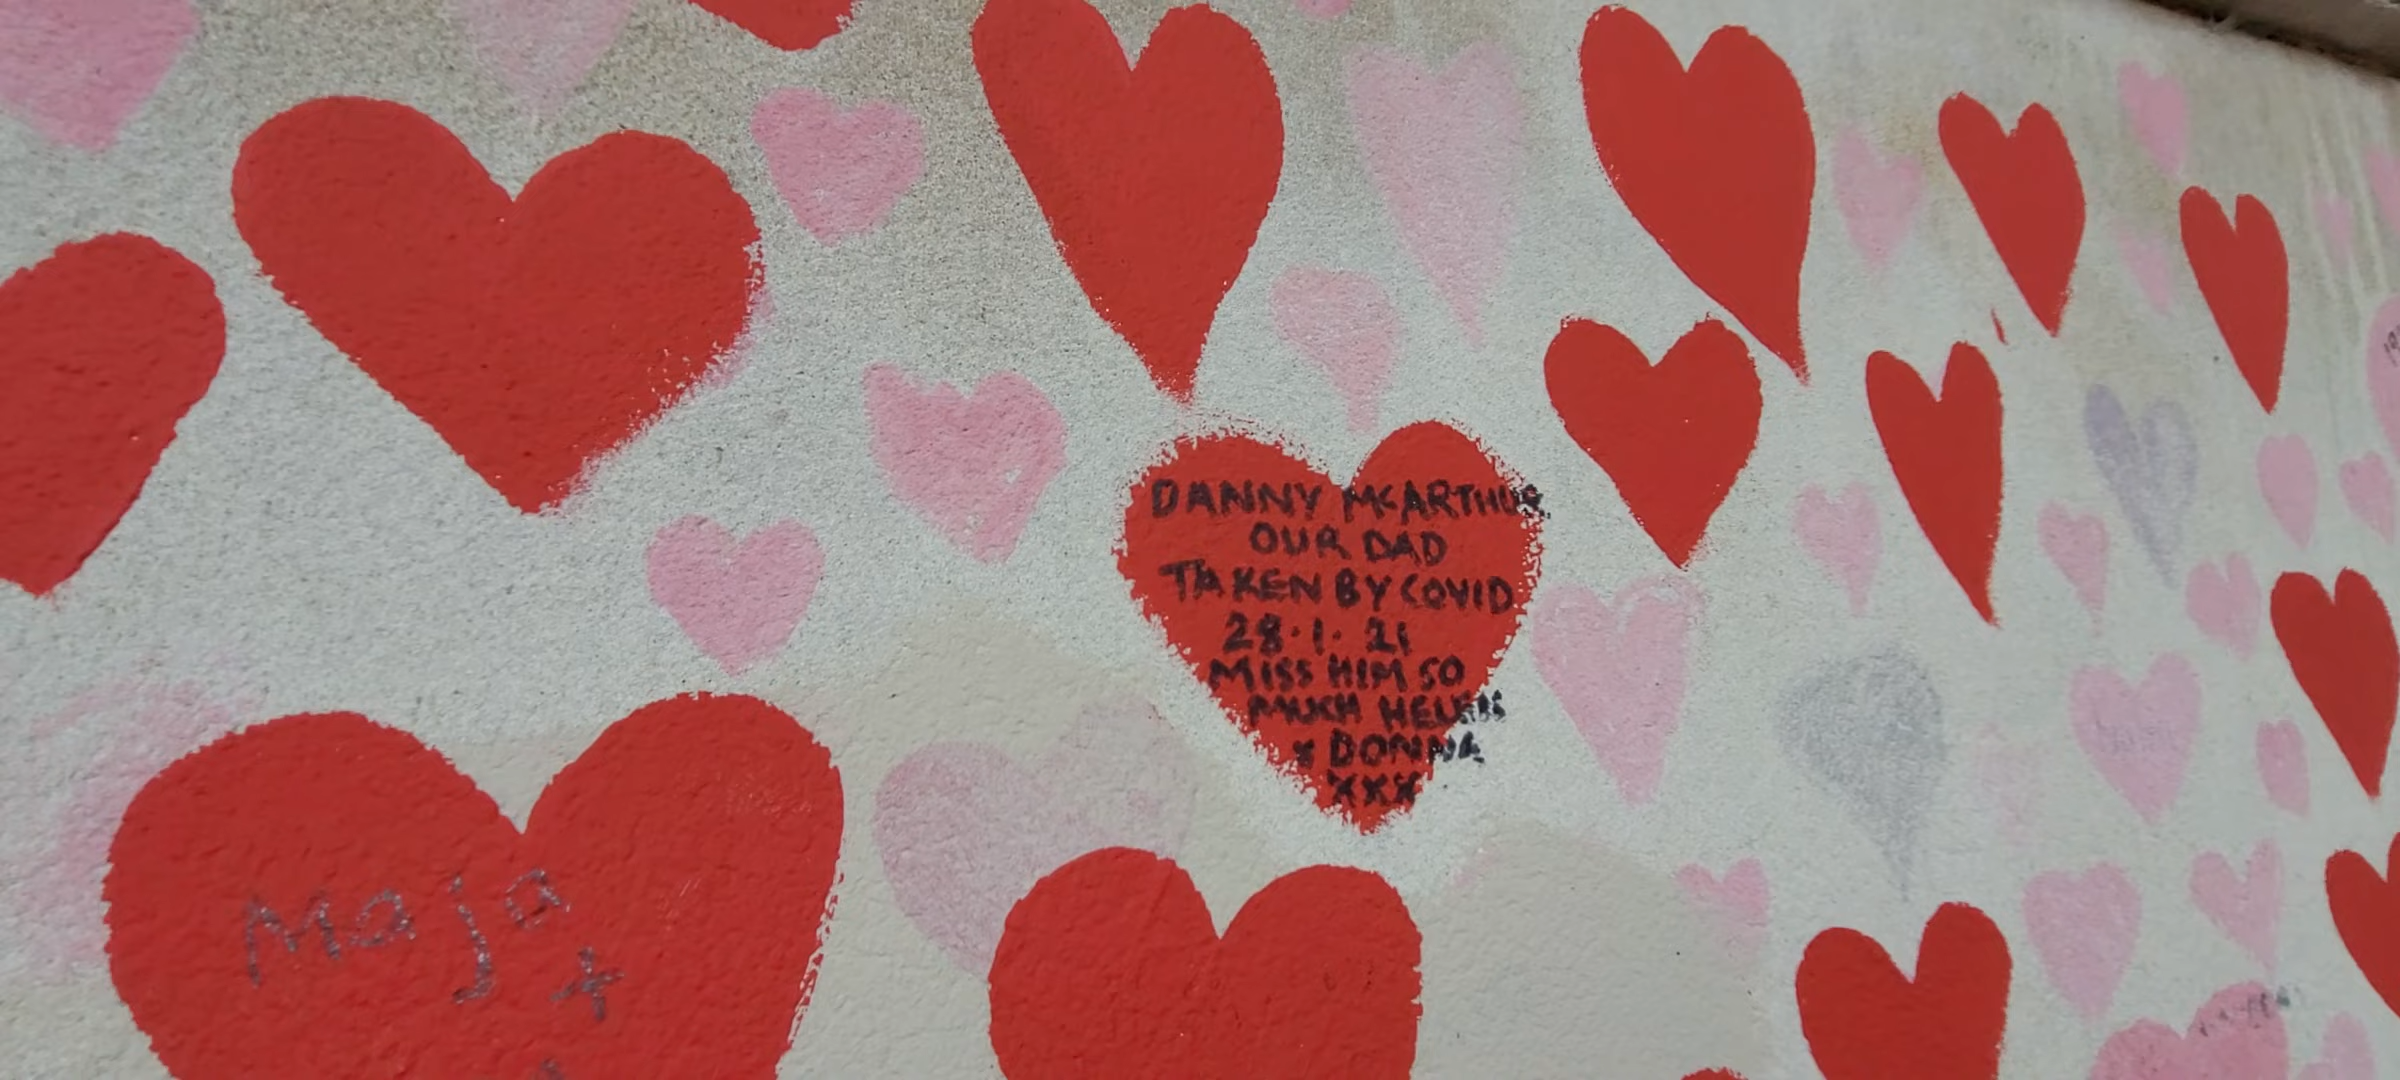 DANNY MCARTHUR
OUR DAD
TAKEN BY COVID
28·1·21
MISS HIM SO
MUCH HELEN
x DONNA
XXX
Maja
+